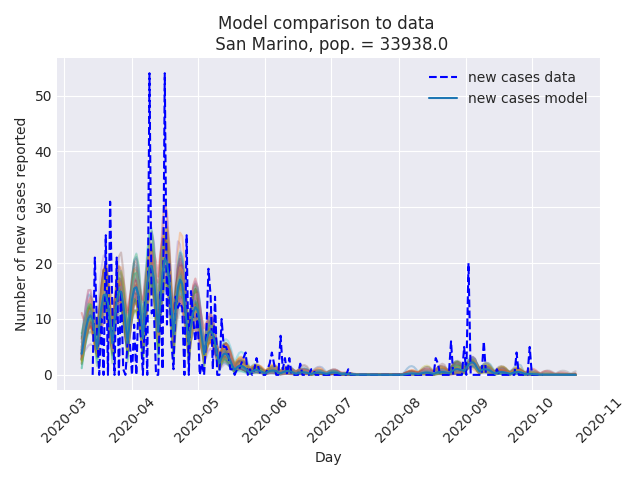 Model comparison to data
San Marino, pop. = 33938.0
new cases data
new cases model
Number of new cases reported
50
40
30
20
10
0
2020-03
2020-04
2020-05
2020-06
2020-07
2020-08
2020-09
2020-10
2020-11
Day